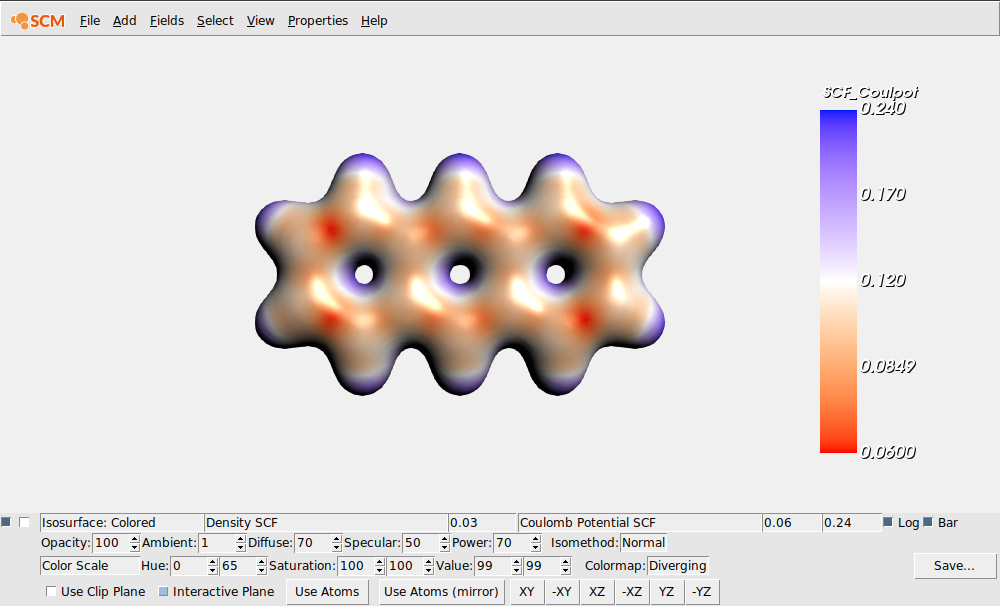 SCM File Add Fields Select View Properties Help
SCF_Coulpot
0.240
0.170
0.120
0.0849
0.0600
Isosurface: Colored Density SCF 0.03 Coulomb Potential SCF 0.06 0.24 Log Bar
Opacity: 100 Ambient: 1 Diffuse: 70 Specular: 50 Power: 70 Isomethod: Normal
Color Scale Hue: 0 65 Saturation: 100 100 Value: 99 99 Colormap: Diverging Save...
Use Clip Plane Interactive Plane Use Atoms Use Atoms (mirror) XY -XY XZ -XZ YZ -YZ